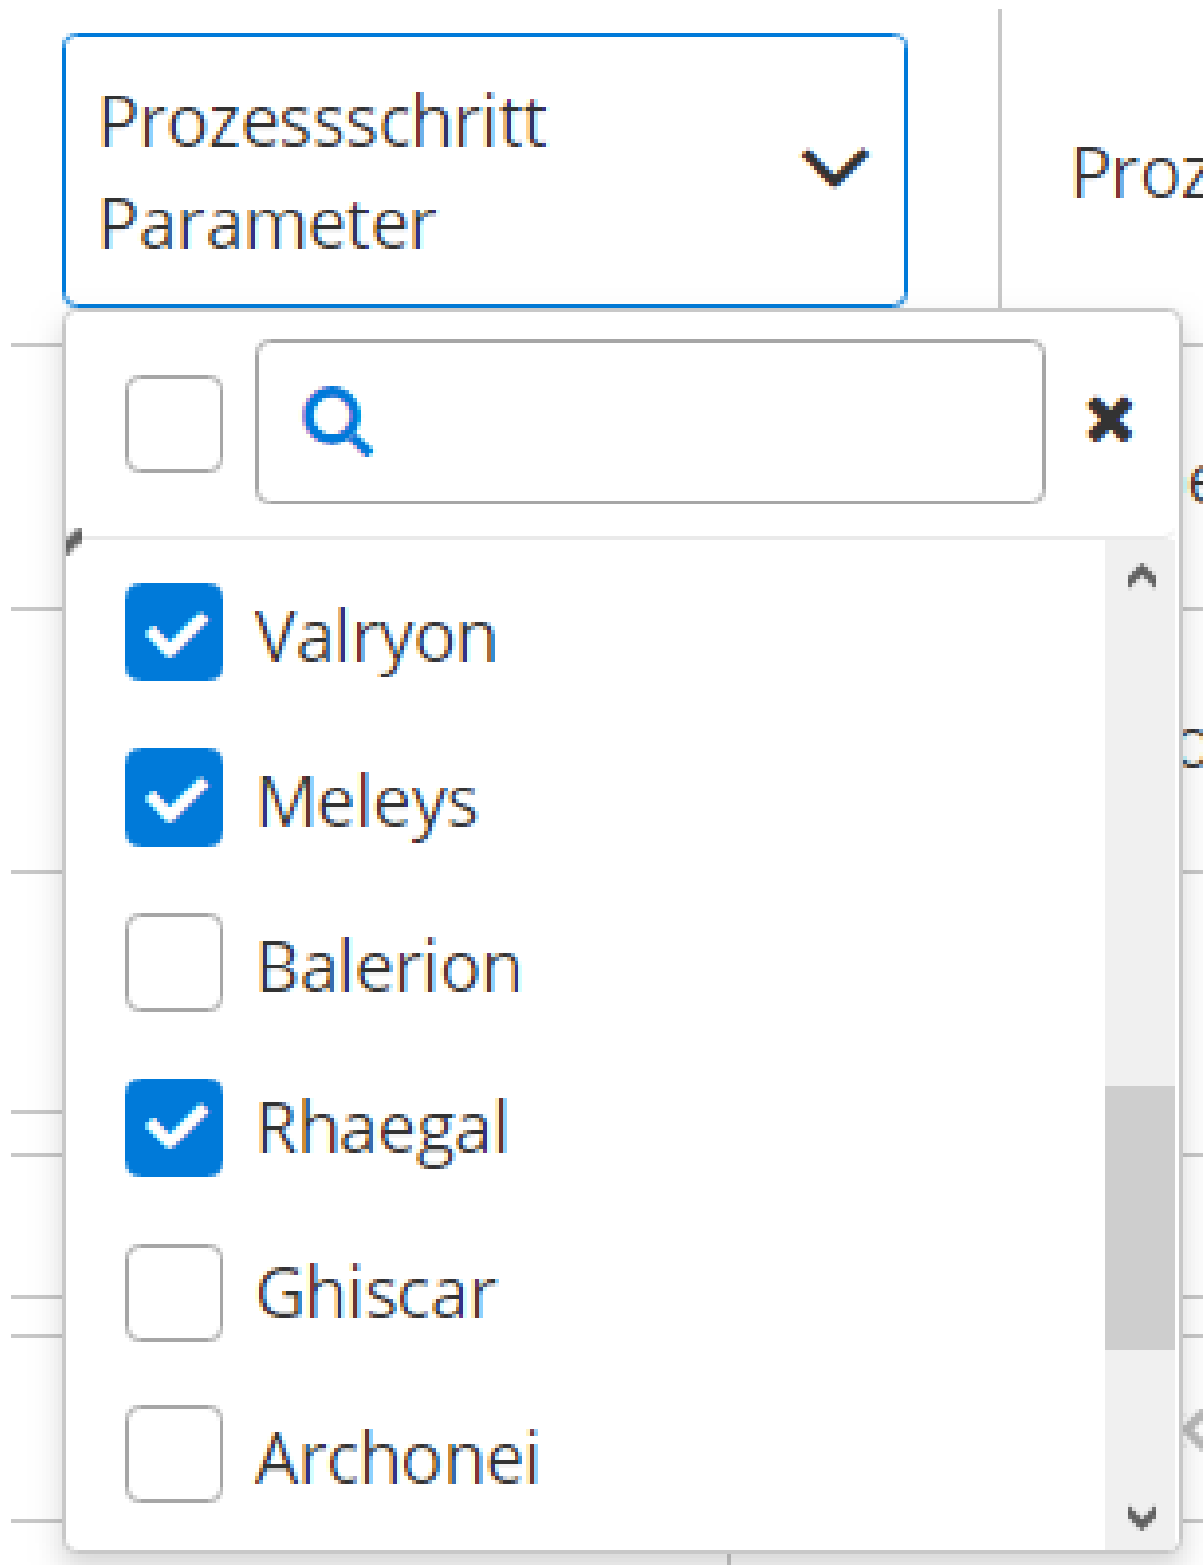 Prozessschritt
Parameter
Valryon
Meleys
Balerion
Rhaegal
Ghiscar
Archonei